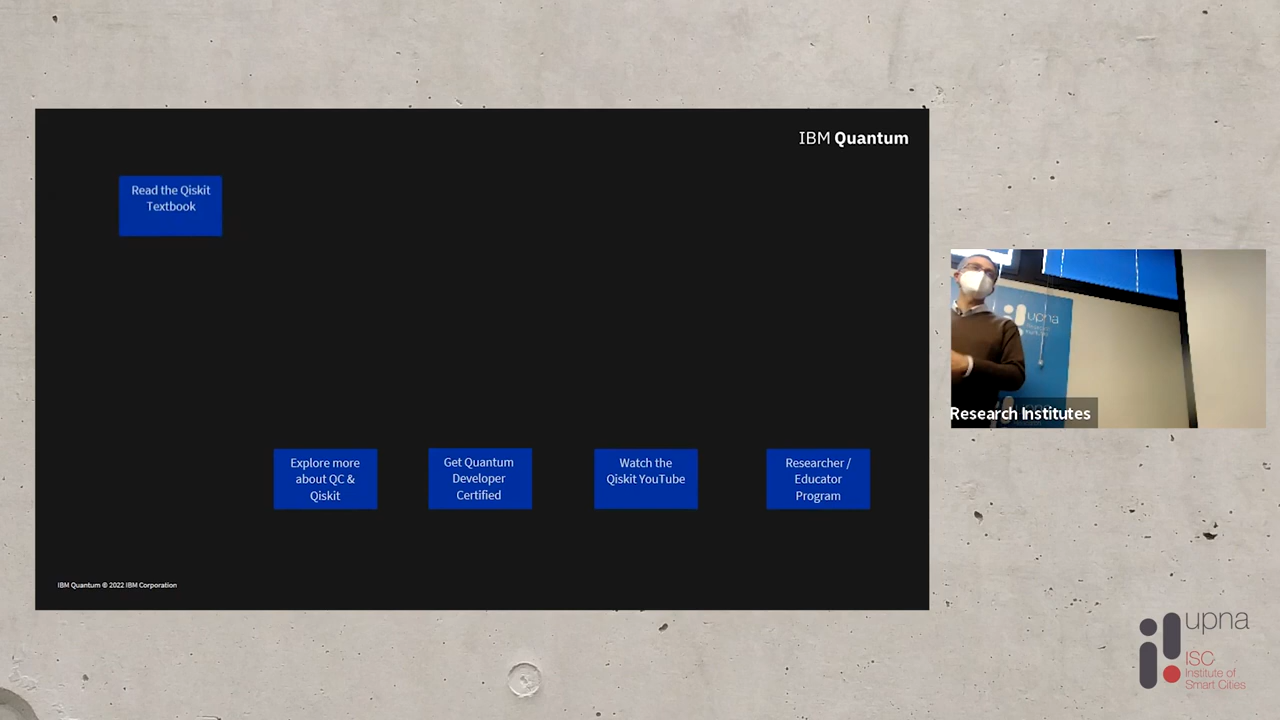 IBM Quantum
Read the Qiskit
Textbook
Explore more
about QC &
Qiskit
Get Quantum
Developer
Certified
Watch the
Qiskit YouTube
Researcher /
Educator
Program
IBM Quantum © 2022 IBM Corporation
upna
Research Institutes
upna
ISC
Institute of
Smart Cities